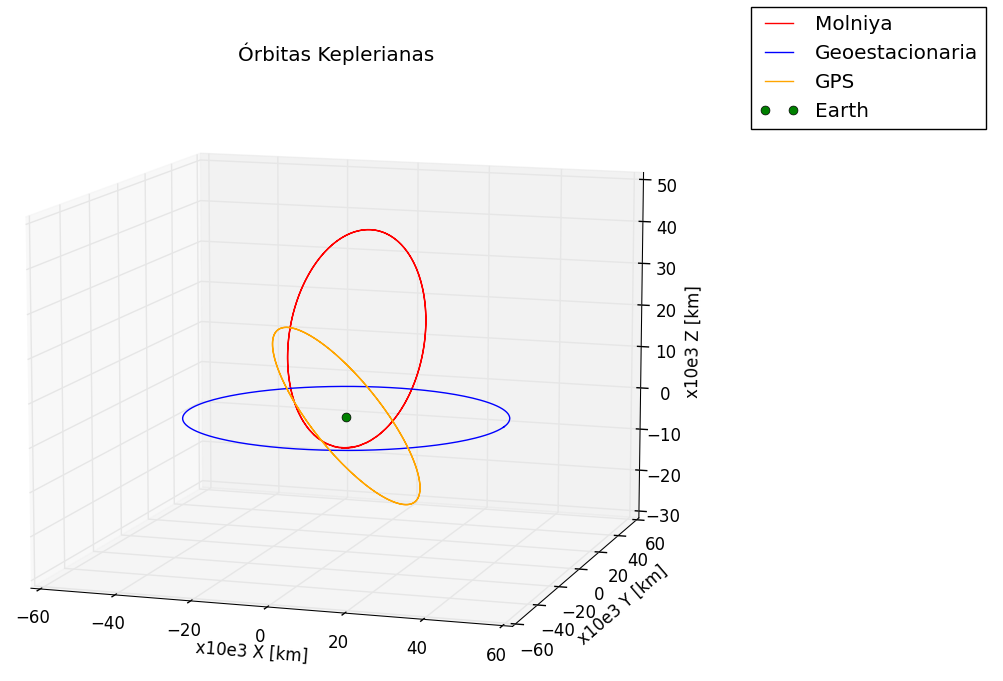 Órbitas Keplerianas
Molniya
Geoestacionaria
GPS
Earth
50
40
30
20
10
0
−10
−20
−30
x10e3 Z [km]
60
40
20
0
−20
−40
−60
x10e3 Y [km]
−60
−40
−20
0
20
40
60
x10e3 X [km]